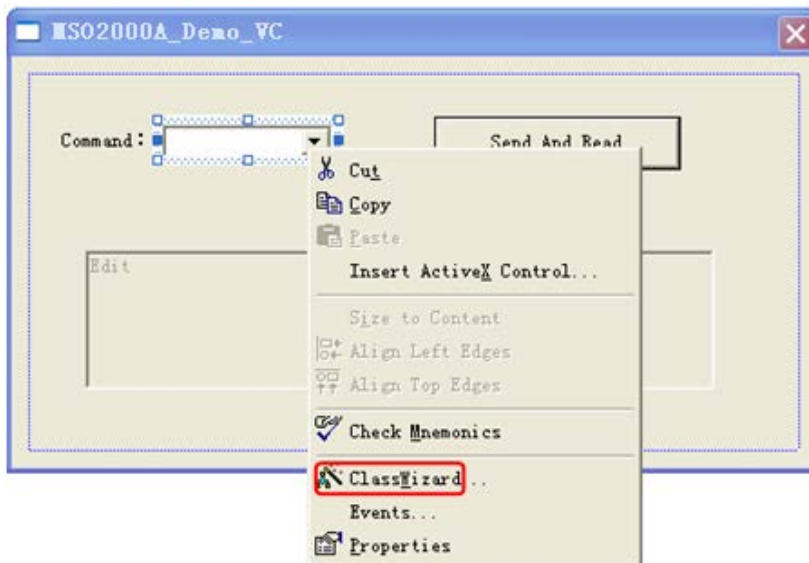 MSO2000A_Demo_VC
Command:
Send And Read
Edit
Cut
Copy
Paste
Insert ActiveX Control...
Size to Content
Align Left Edges
Align Top Edges
Check Mnemonics
ClassWizard...
Events...
Properties